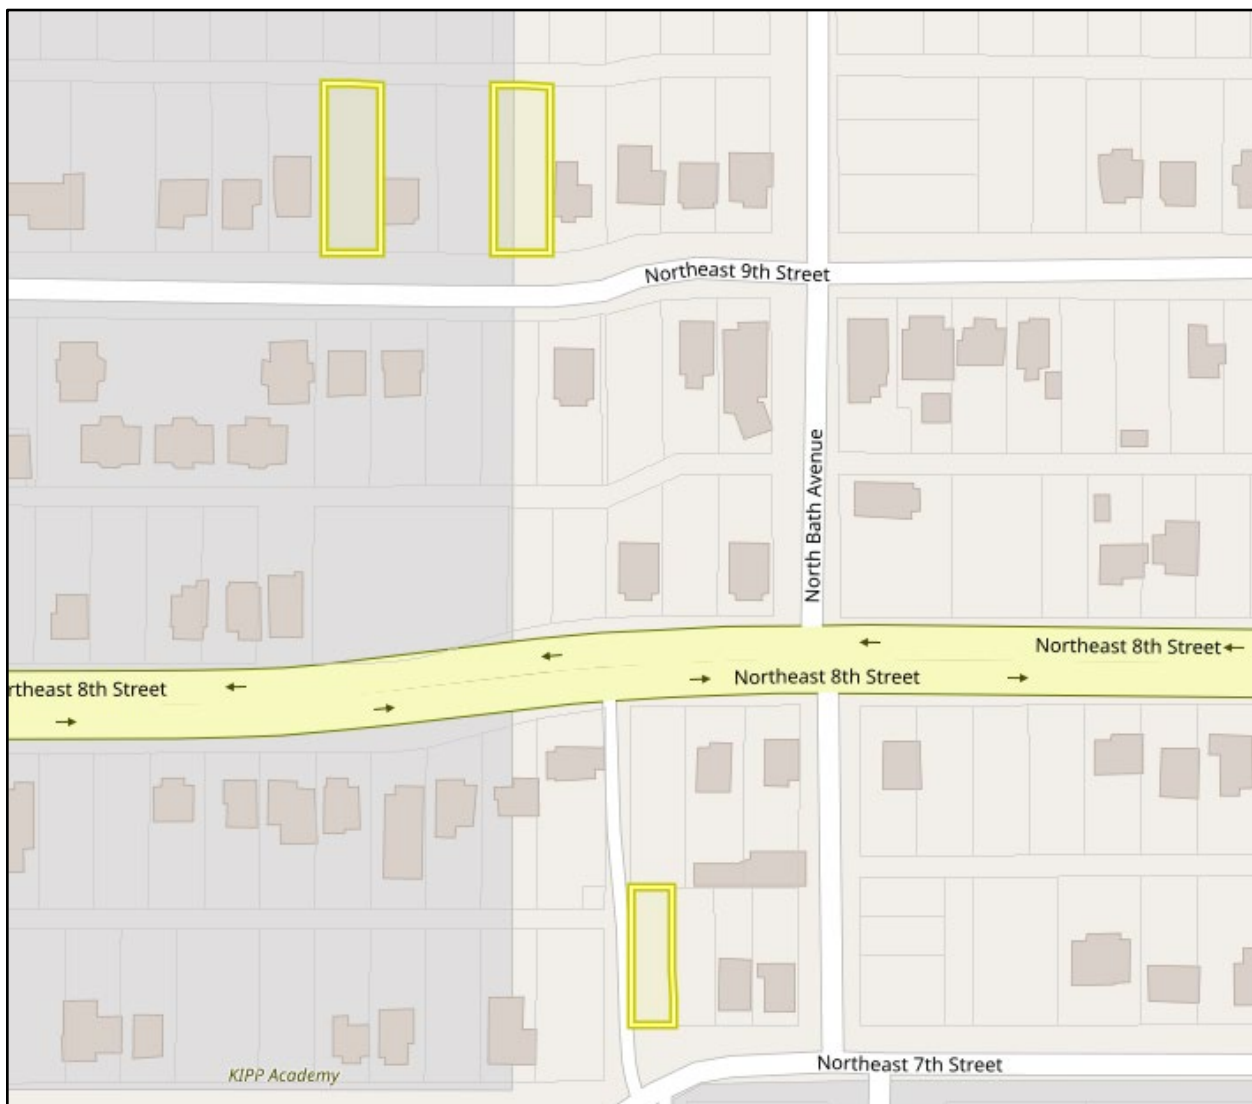 Northeast 9th Street
North Bath Avenue
Northeast 8th Street
rtheast 8th Street
Northeast 8th Street
Northeast 7th Street
KIPP Academy